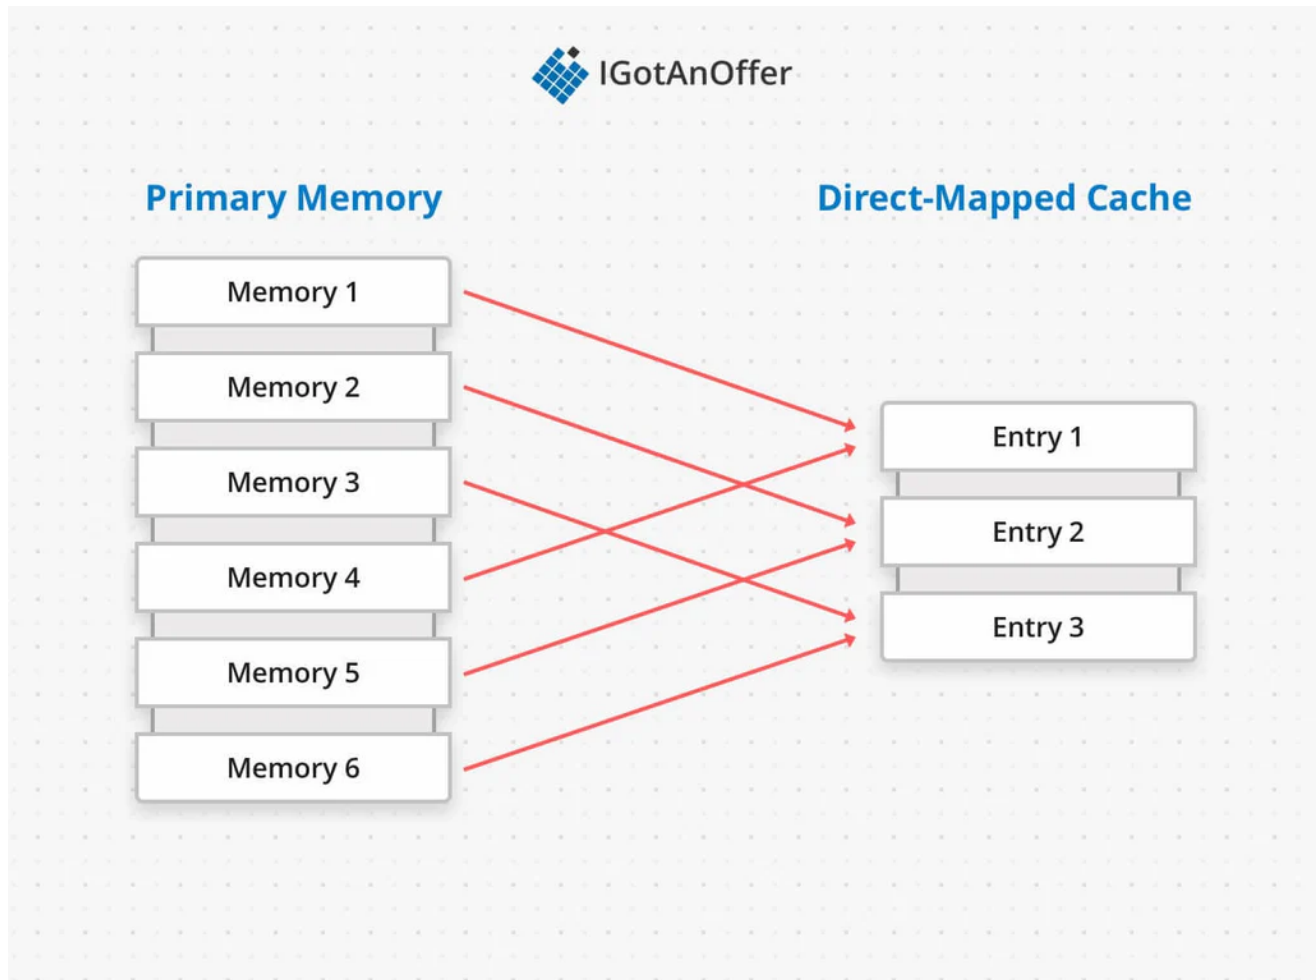 IGotAnOffer
Primary Memory
Direct-Mapped Cache
Memory 1
Memory 2
Memory 3
Memory 4
Memory 5
Memory 6
Entry 1
Entry 2
Entry 3